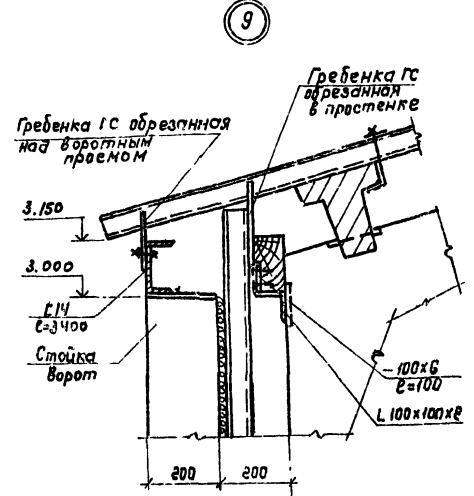 9
Гребенка ГС
обрезанная
в простенке
Гребенка ГС обрезанная
над воротным
проемом
3.150
3.000
[14
ℓ=3400
Стойка
ворот
-100×6
ℓ=100
L 100×100×8
200
200